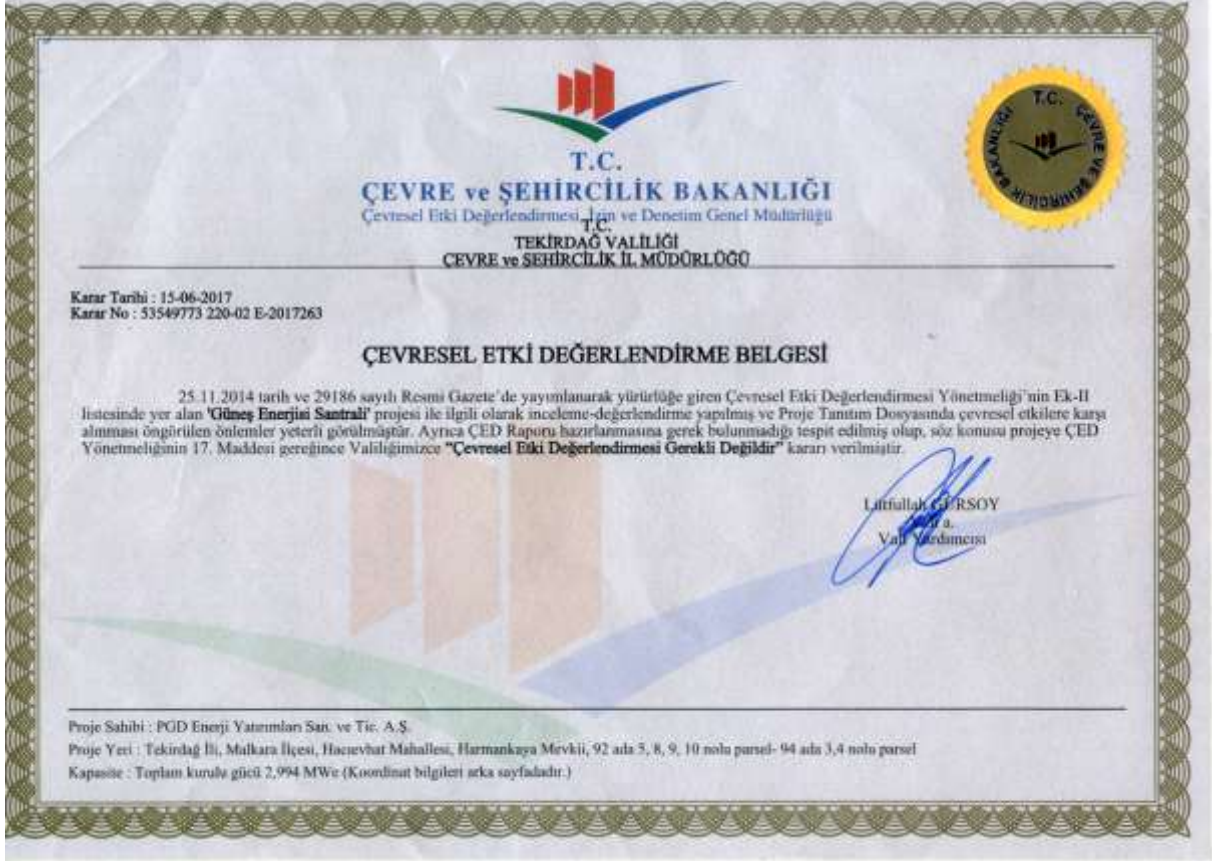 T.C.
ÇEVRE ve ŞEHİRCİLİK BAKANLIĞI
Çevresel Etki Değerlendirmesi, İzin ve Denetim Genel Müdürlüğü
T.C.
TEKİRDAĞ VALİLİĞİ
ÇEVRE ve ŞEHİRCİLİK İL MÜDÜRLÜĞÜ
T.C. ÇEVRE VE ŞEHİRCİLİK BAKANLIĞI
Karar Tarihi : 15-06-2017
Karar No : 53549773 220-02 E-2017263
ÇEVRESEL ETKİ DEĞERLENDİRME BELGESİ
25.11.2014 tarih ve 29186 sayılı Resmi Gazete'de yayımlanarak yürürlüğe giren Çevresel Etki Değerlendirmesi Yönetmeliği'nin Ek-II
listesinde yer alan 'Güneş Enerjisi Santrali' projesi ile ilgili olarak inceleme-değerlendirme yapılmış ve Proje Tanıtım Dosyasında çevresel etkilere karşı
alınması öngörülen önlemler yeterli görülmüştür. Ayrıca ÇED Raporu hazırlanmasına gerek bulunmadığı tespit edilmiş olup, söz konusu projeye ÇED
Yönetmeliğinin 17. Maddesi gereğince Valiliğimizce "Çevresel Etki Değerlendirmesi Gerekli Değildir" kararı verilmiştir.
Lütfullah GÜRSOY
Vali a.
Vali Yardımcısı
Proje Sahibi : PGD Enerji Yatırımları San. ve Tic. A.Ş.
Proje Yeri : Tekirdağ İli, Malkara İlçesi, Hacıevhat Mahallesi, Harmankaya Mevkii, 92 ada 5, 8, 9, 10 nolu parsel- 94 ada 3,4 nolu parsel
Kapasite : Toplam kurulu gücü 2,994 MWe (Koordinat bilgileri arka sayfadadır.)